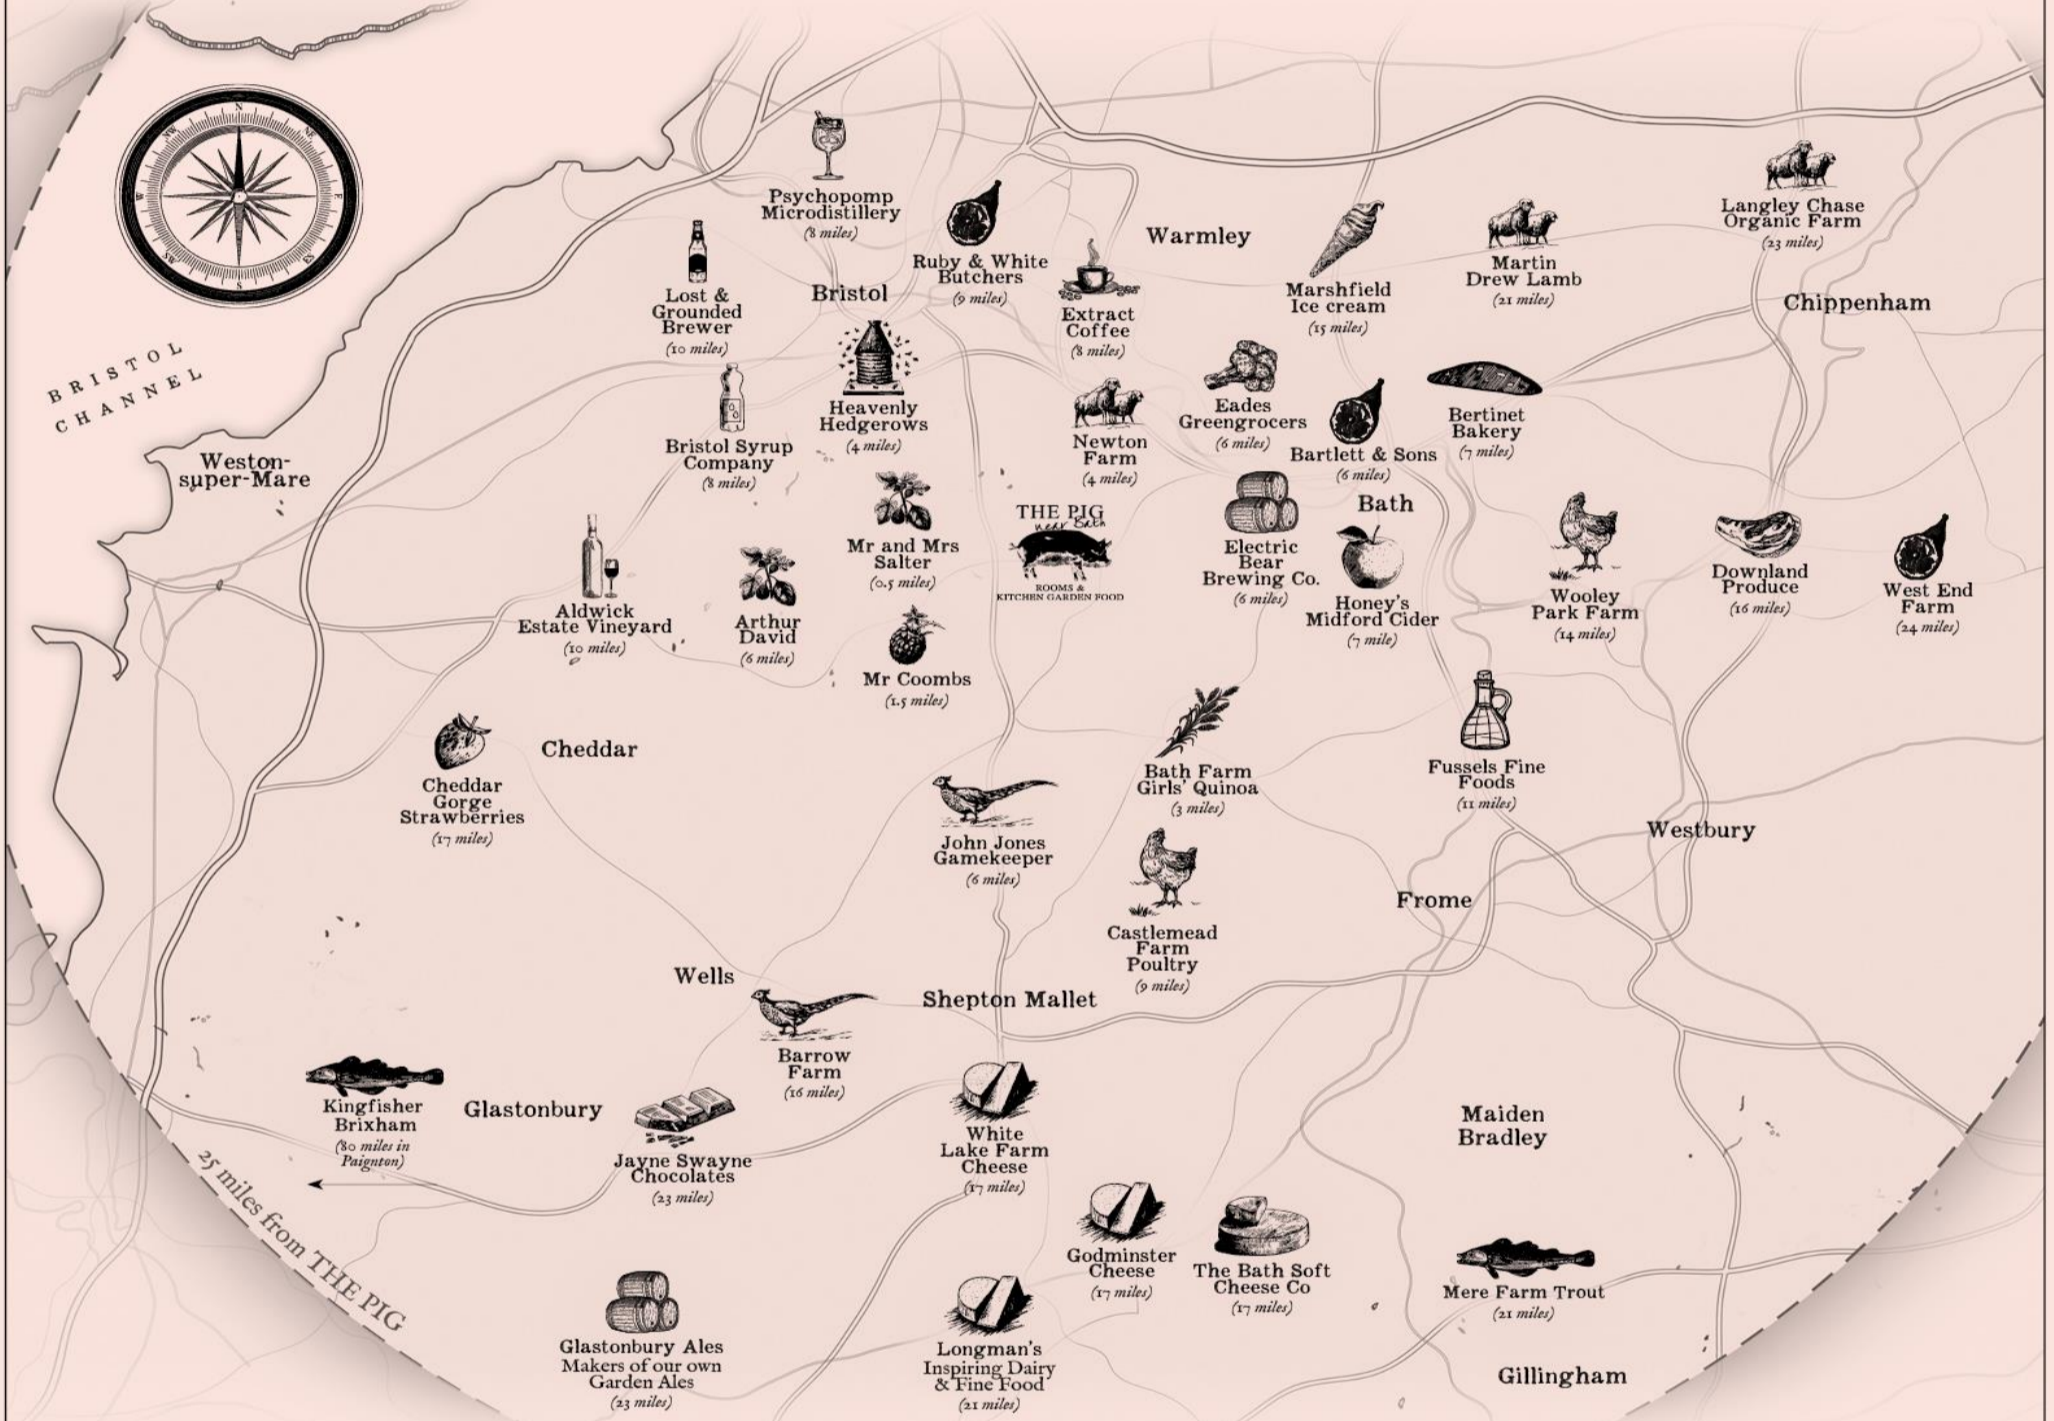 N
NE
E
ES
S
SW
W
NW
BRISTOL
CHANNEL
Psychopomp
Microdistillery
(8 miles)
Lost &
Grounded
Brewer
(10 miles)
Bristol
Ruby & White
Butchers
(9 miles)
Extract
Coffee
(8 miles)
Warmley
Marshfield
Ice cream
(15 miles)
Martin
Drew Lamb
(21 miles)
Langley Chase
Organic Farm
(23 miles)
Chippenham
Weston-
super-Mare
Bristol Syrup
Company
(8 miles)
Heavenly
Hedgerows
(4 miles)
Newton
Farm
(4 miles)
Eades
Greengrocers
(6 miles)
Bartlett & Sons
(6 miles)
Bertinet
Bakery
(7 miles)
Bath
Aldwick
Estate Vineyard
(10 miles)
Arthur
David
(6 miles)
Mr and Mrs
Salter
(0.5 miles)
THE PIG
near Bath
ROOMS &
KITCHEN GARDEN FOOD
Electric
Bear
Brewing Co.
(6 miles)
Honey's
Midford Cider
(7 mile)
Wooley
Park Farm
(14 miles)
Downland
Produce
(16 miles)
West End
Farm
(24 miles)
Mr Coombs
(1.5 miles)
Cheddar
Gorge
Strawberries
(17 miles)
Cheddar
John Jones
Gamekeeper
(6 miles)
Bath Farm
Girls' Quinoa
(3 miles)
Fussels Fine
Foods
(11 miles)
Westbury
Castlemead
Farm
Poultry
(9 miles)
Frome
Wells
Shepton Mallet
Barrow
Farm
(16 miles)
Kingfisher
Brixham
(80 miles in
Paignton)
Glastonbury
Jayne Swayne
Chocolates
(23 miles)
White
Lake Farm
Cheese
(17 miles)
Maiden
Bradley
Godminster
Cheese
(17 miles)
The Bath Soft
Cheese Co
(17 miles)
Mere Farm Trout
(21 miles)
25 miles from THE PIG
Glastonbury Ales
Makers of our own
Garden Ales
(23 miles)
Longman's
Inspiring Dairy
& Fine Food
(21 miles)
Gillingham